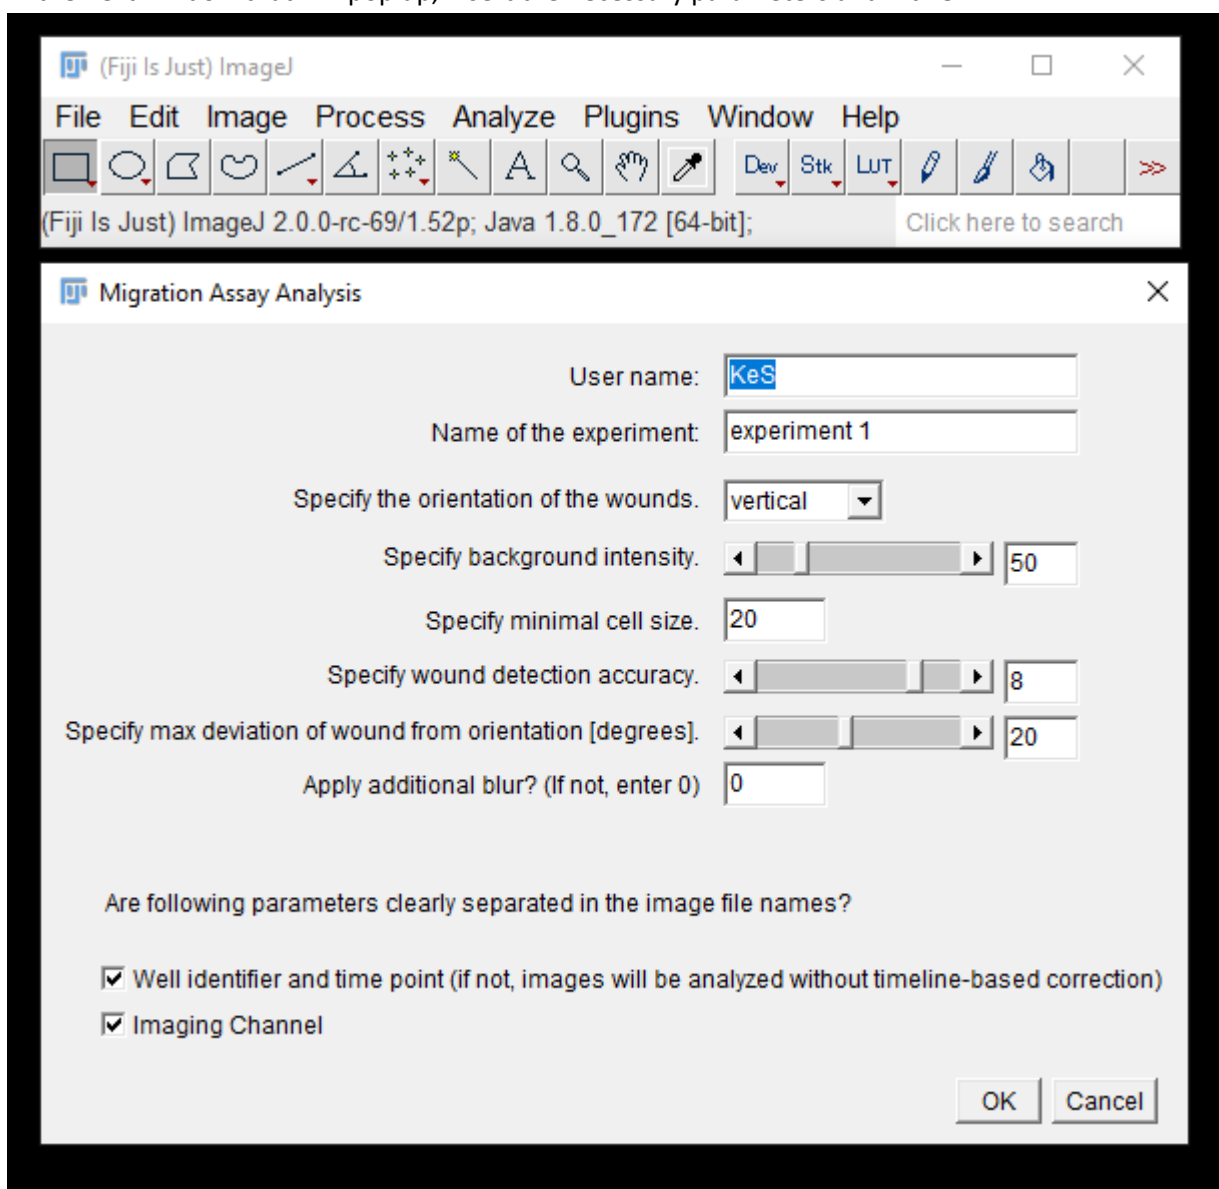 (Fiji Is Just) ImageJ
File Edit Image Process Analyze Plugins Window Help
A Dev Stk LUT >>
(Fiji Is Just) ImageJ 2.0.0-rc-69/1.52p; Java 1.8.0_172 [64-bit]; Click here to search
Migration Assay Analysis
User name: KeS
Name of the experiment: experiment 1
Specify the orientation of the wounds. vertical
Specify background intensity. 50
Specify minimal cell size. 20
Specify wound detection accuracy. 8
Specify max deviation of wound from orientation [degrees]. 20
Apply additional blur? (If not, enter 0) 0
Are following parameters clearly separated in the image file names?
Well identifier and time point (if not, images will be analyzed without timeline-based correction)
Imaging Channel
OK Cancel